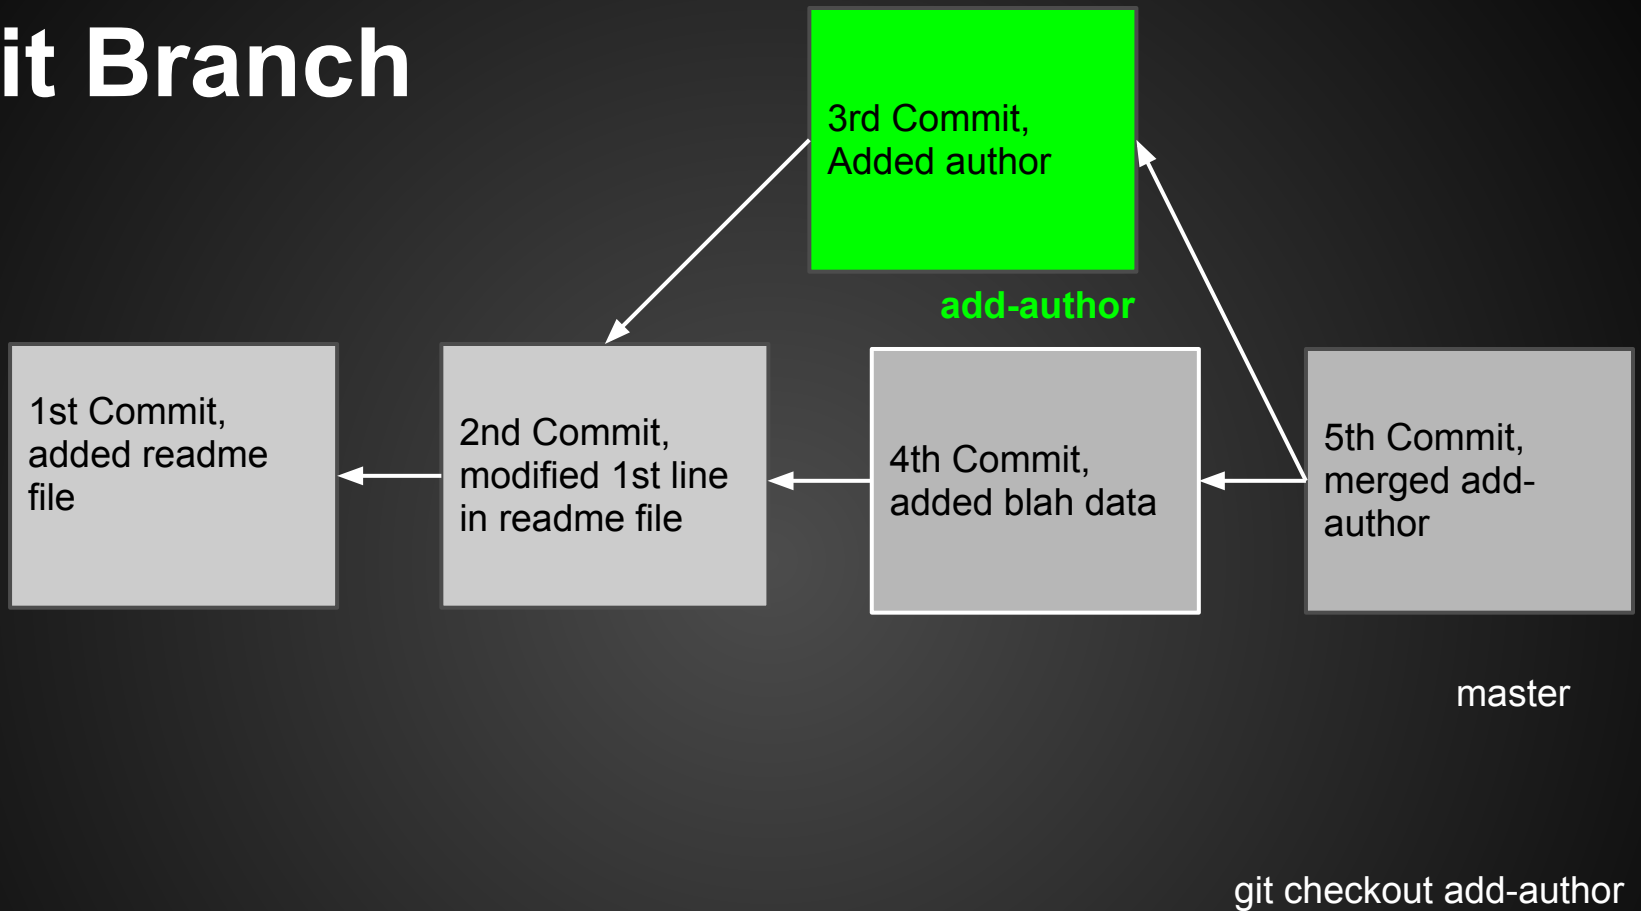 it Branch
3rd Commit,
Added author
add-author
1st Commit,
added readme
file
2nd Commit,
modified 1st line
in readme file
4th Commit,
added blah data
5th Commit,
merged add-
author
master
git checkout add-author